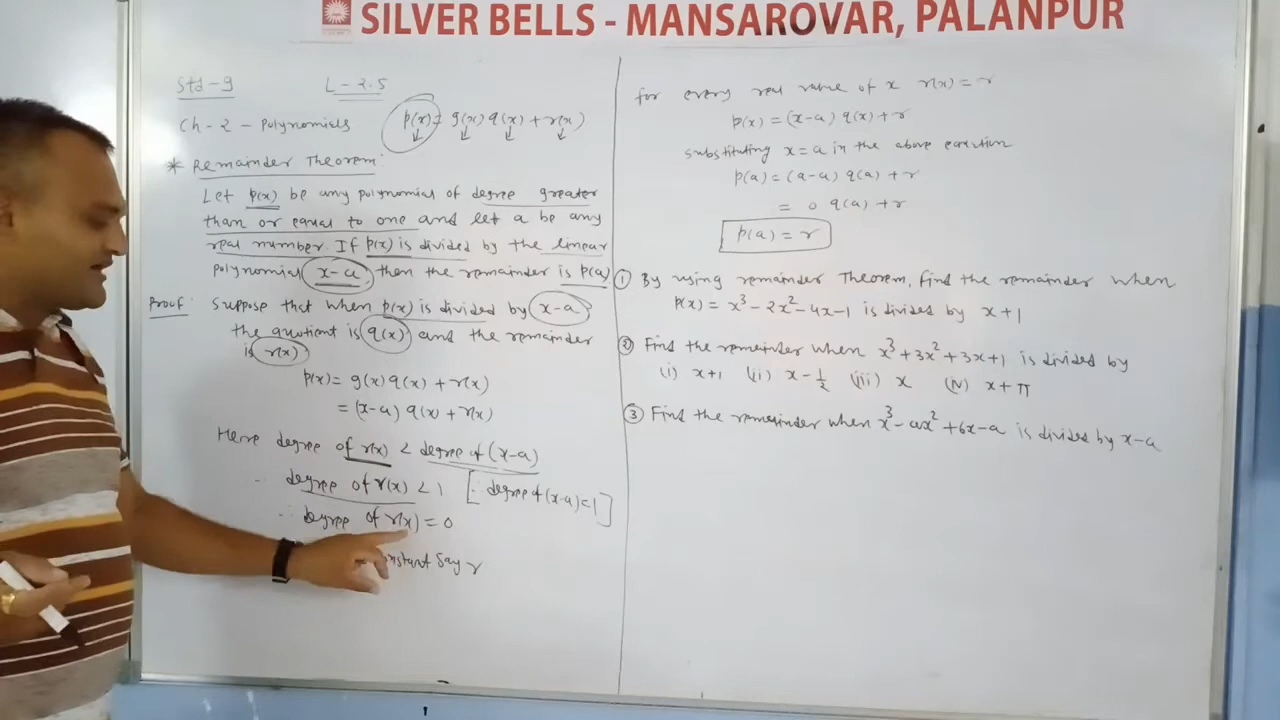 SILVER BELLS - MANSAROVAR, PALANPUR
Std-9 L-2.5
Ch-2 - Polynomials p(x) = g(x) q(x) + r(x)
* Remainder Theorem:
Let p(x) be any polynomial of degree greater
than or equal to one and let a be any
real number. If p(x) is divided by the linear
polynomial x-a, then the remainder is p(a)
Proof: Suppose that when p(x) is divided by x-a,
the quotient is q(x) and the remainder
is r(x)
p(x) = g(x) q(x) + r(x)
= (x-a) q(x) + r(x)
Here degree of r(x) < degree of (x-a)
∴ degree of r(x) < 1 [∵ degree of (x-a) = 1]
∴ Degree of r(x) = 0
constant say r
for every real value of x r(x) = r
p(x) = (x-a) q(x) + r
substituting x = a in the above equation
p(a) = (a-a) q(a) + r
= 0 q(a) + r
p(a) = r
① By using remainder Theorem, find the remainder when
p(x) = x³ - 2x² - 4x - 1 is divided by x + 1
② Find the remainder when x³ + 3x² + 3x + 1 is divided by
(i) x+1 (ii) x - 1/2 (iii) x (iv) x + π
③ Find the remainder when x³ - ax² + 6x - a is divided by x-a